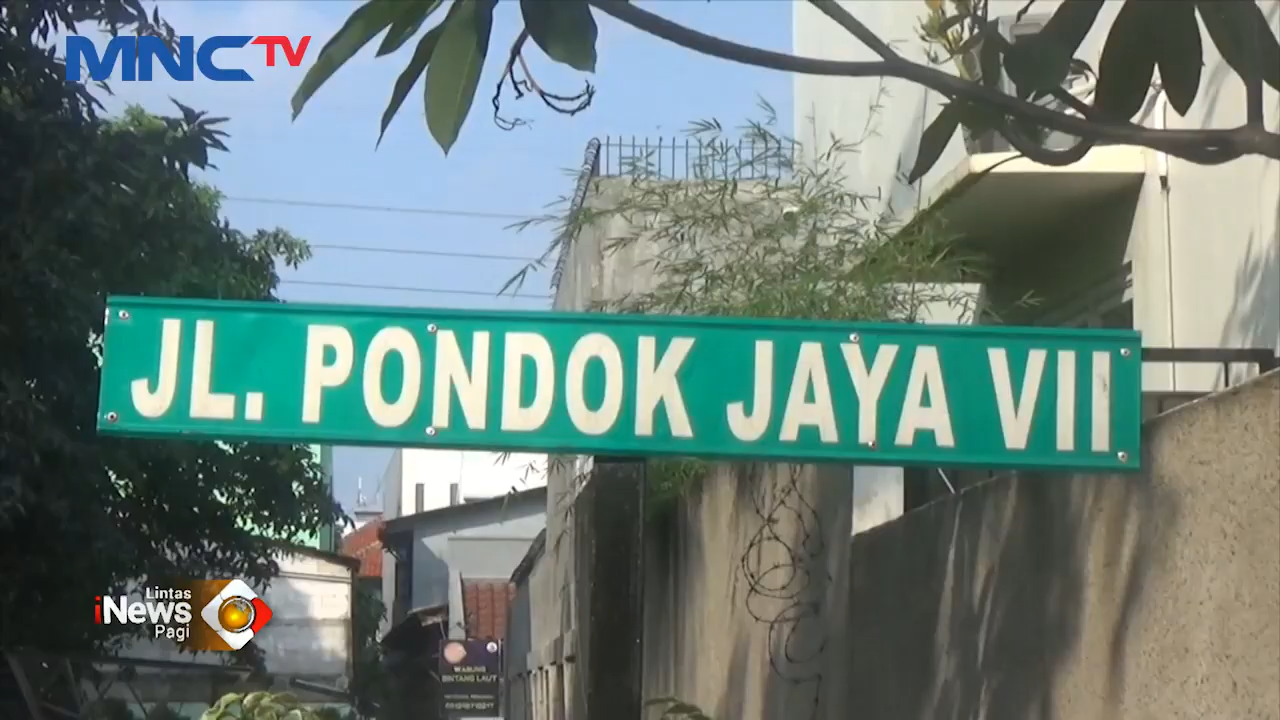 MNCTV
JL. PONDOK JAYA VII
Lintas
iNews
Pagi
WARUNG
BINTANG LAUT